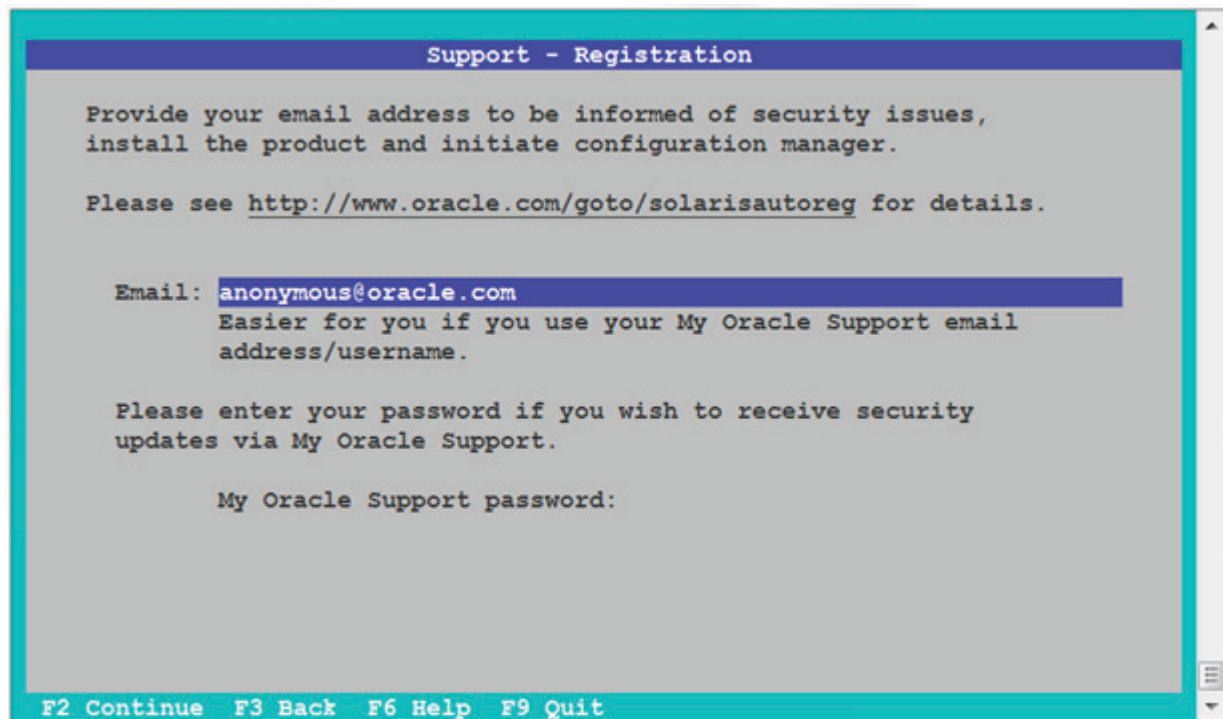 Support - Registration
Provide your email address to be informed of security issues,
install the product and initiate configuration manager.
Please see http://www.oracle.com/goto/solarisautoreg for details.
Email: anonymous@oracle.com
Easier for you if you use your My Oracle Support email
address/username.
Please enter your password if you wish to receive security
updates via My Oracle Support.
My Oracle Support password:
F2 Continue F3 Back F6 Help F9 Quit